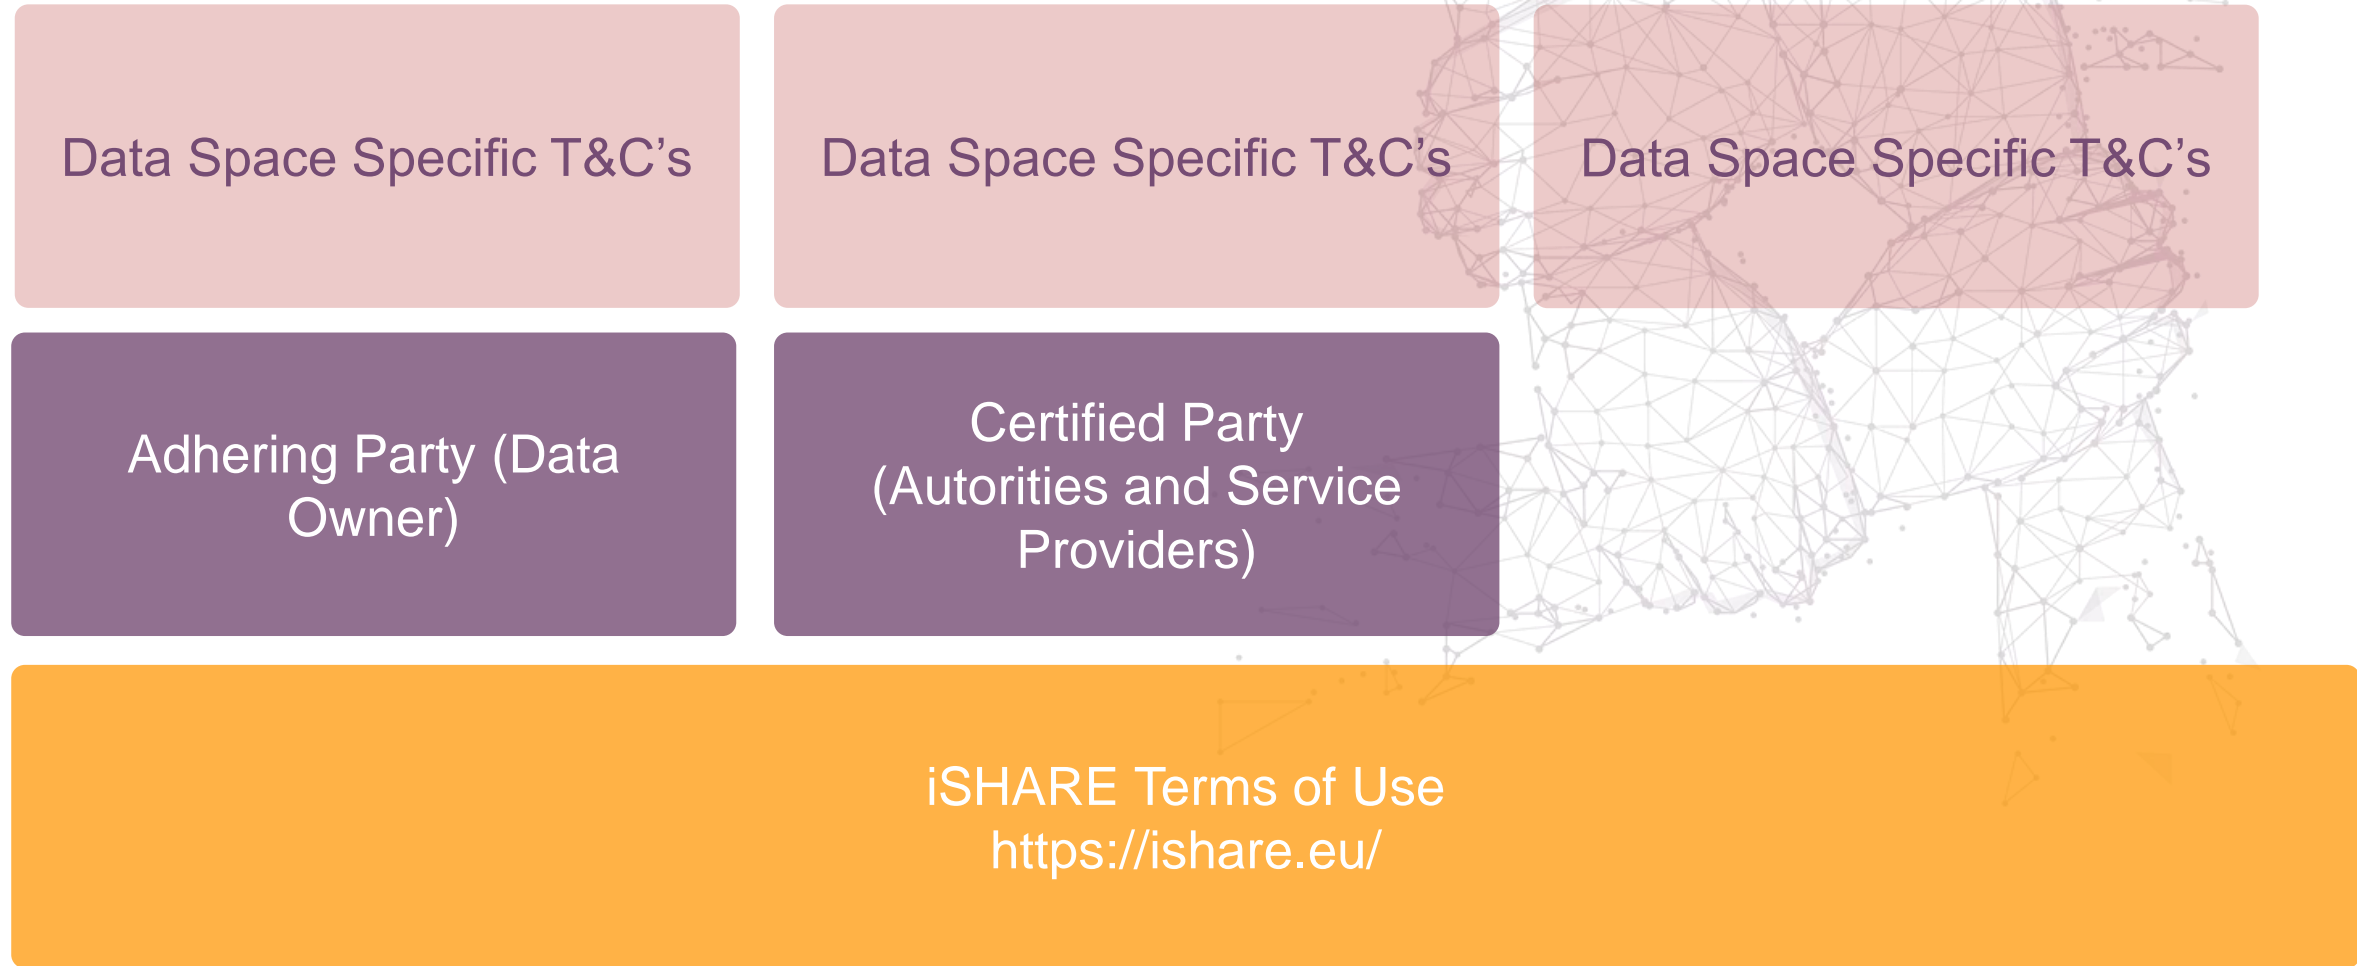 Data Space Specific T&C’s
Data Space Specific T&C’s
Data Space Specific T&C’s
Adhering Party (Data
Owner)
Certified Party
(Autorities and Service
Providers)
iSHARE Terms of Use
https://ishare.eu/